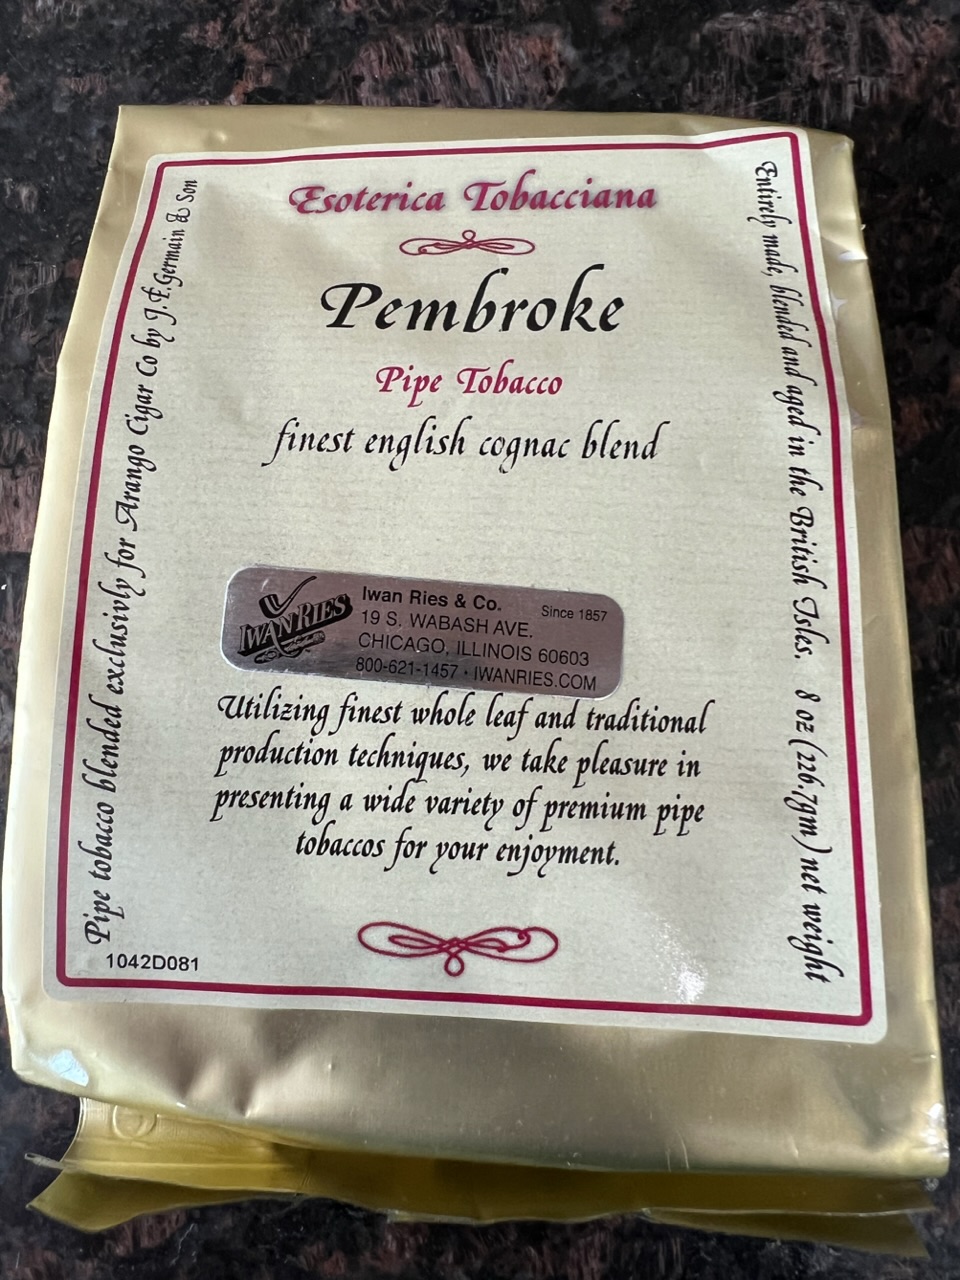 Esoterica Tobacciana
Pembroke
Pipe Tobacco
finest english cognac blend
IWAN RIES
Iwan Ries & Co.
Since 1857
19 S. WABASH AVE.
CHICAGO, ILLINOIS 60603
800-621-1457 · IWANRIES.COM
Utilizing finest whole leaf and traditional
production techniques, we take pleasure in
presenting a wide variety of premium pipe
tobaccos for your enjoyment.
Pipe tobacco blended exclusivly for Arango Cigar Co by J.F.Germain & Son
1042D081
Entirely made, blended and aged in the British Isles. 8 oz (226.7gm) net weight